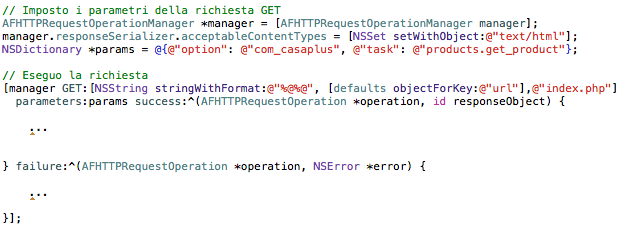 // Imposto i parametri della richiesta GET
AFHTTPRequestOperationManager *manager = [AFHTTPRequestOperationManager manager];
manager.responseSerializer.acceptableContentTypes = [NSSet setWithObject:@"text/html"];
NSDictionary *params = @{@"option": @"com_casaplus", @"task": @"products.get_product"};
// Eseguo la richiesta
[manager GET:[NSString stringWithFormat:@"%@%@", [defaults objectForKey:@"url"],@"index.php"]
parameters:params success:^(AFHTTPRequestOperation *operation, id responseObject) {
...
} failure:^(AFHTTPRequestOperation *operation, NSError *error) {
...
}];